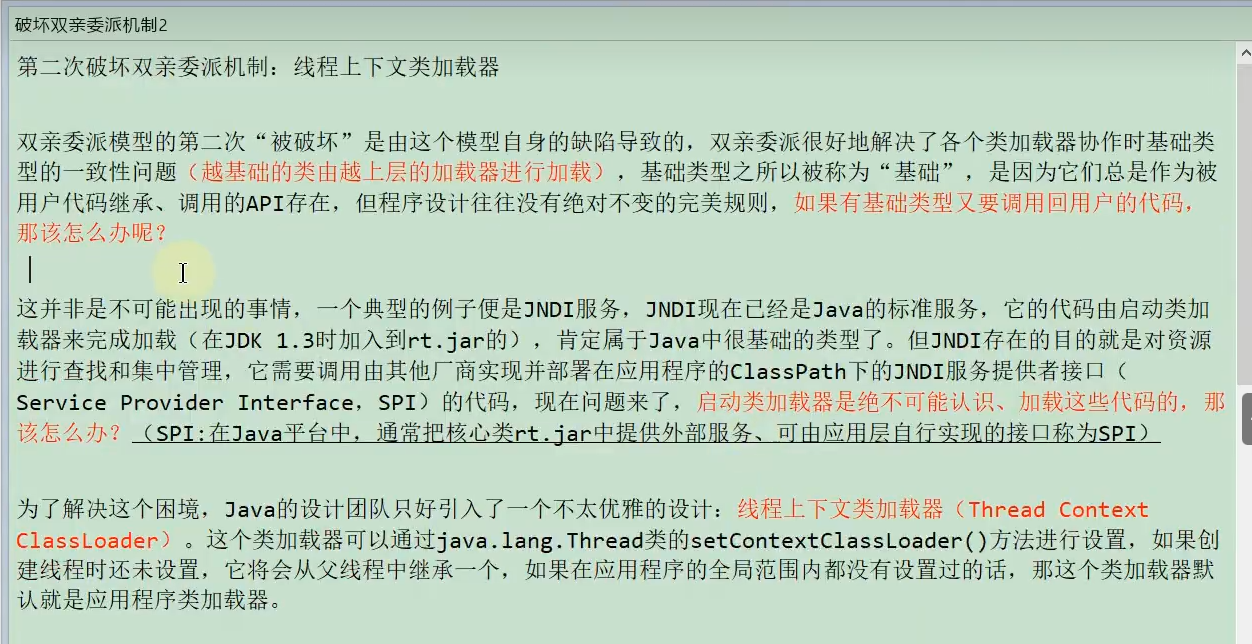 破坏双亲委派机制2
第二次破坏双亲委派机制：线程上下文类加载器
双亲委派模型的第二次“被破坏”是由这个模型自身的缺陷导致的，双亲委派很好地解决了各个类加载器协作时基础类
型的一致性问题（越基础的类由越上层的加载器进行加载），基础类型之所以被称为“基础”，是因为它们总是作为被
用户代码继承、调用的API存在，但程序设计往往没有绝对不变的完美规则，如果有基础类型又要调用回用户的代码，
那该怎么办呢？
这并非是不可能出现的事情，一个典型的例子便是JNDI服务，JNDI现在已经是Java的标准服务，它的代码由启动类加
载器来完成加载（在JDK 1.3时加入到rt.jar的），肯定属于Java中很基础的类型了。但JNDI存在的目的就是对资源
进行查找和集中管理，它需要调用由其他厂商实现并部署在应用程序的ClassPath下的JNDI服务提供者接口（
Service Provider Interface，SPI）的代码，现在问题来了，启动类加载器是绝不可能认识、加载这些代码的，那
该怎么办？（SPI:在Java平台中，通常把核心类rt.jar中提供外部服务、可由应用层自行实现的接口称为SPI）
为了解决这个困境，Java的设计团队只好引入了一个不太优雅的设计：线程上下文类加载器（Thread Context
ClassLoader）。这个类加载器可以通过java.lang.Thread类的setContextClassLoader()方法进行设置，如果创
建线程时还未设置，它将会从父线程中继承一个，如果在应用程序的全局范围内都没有设置过的话，那这个类加载器默
认就是应用程序类加载器。